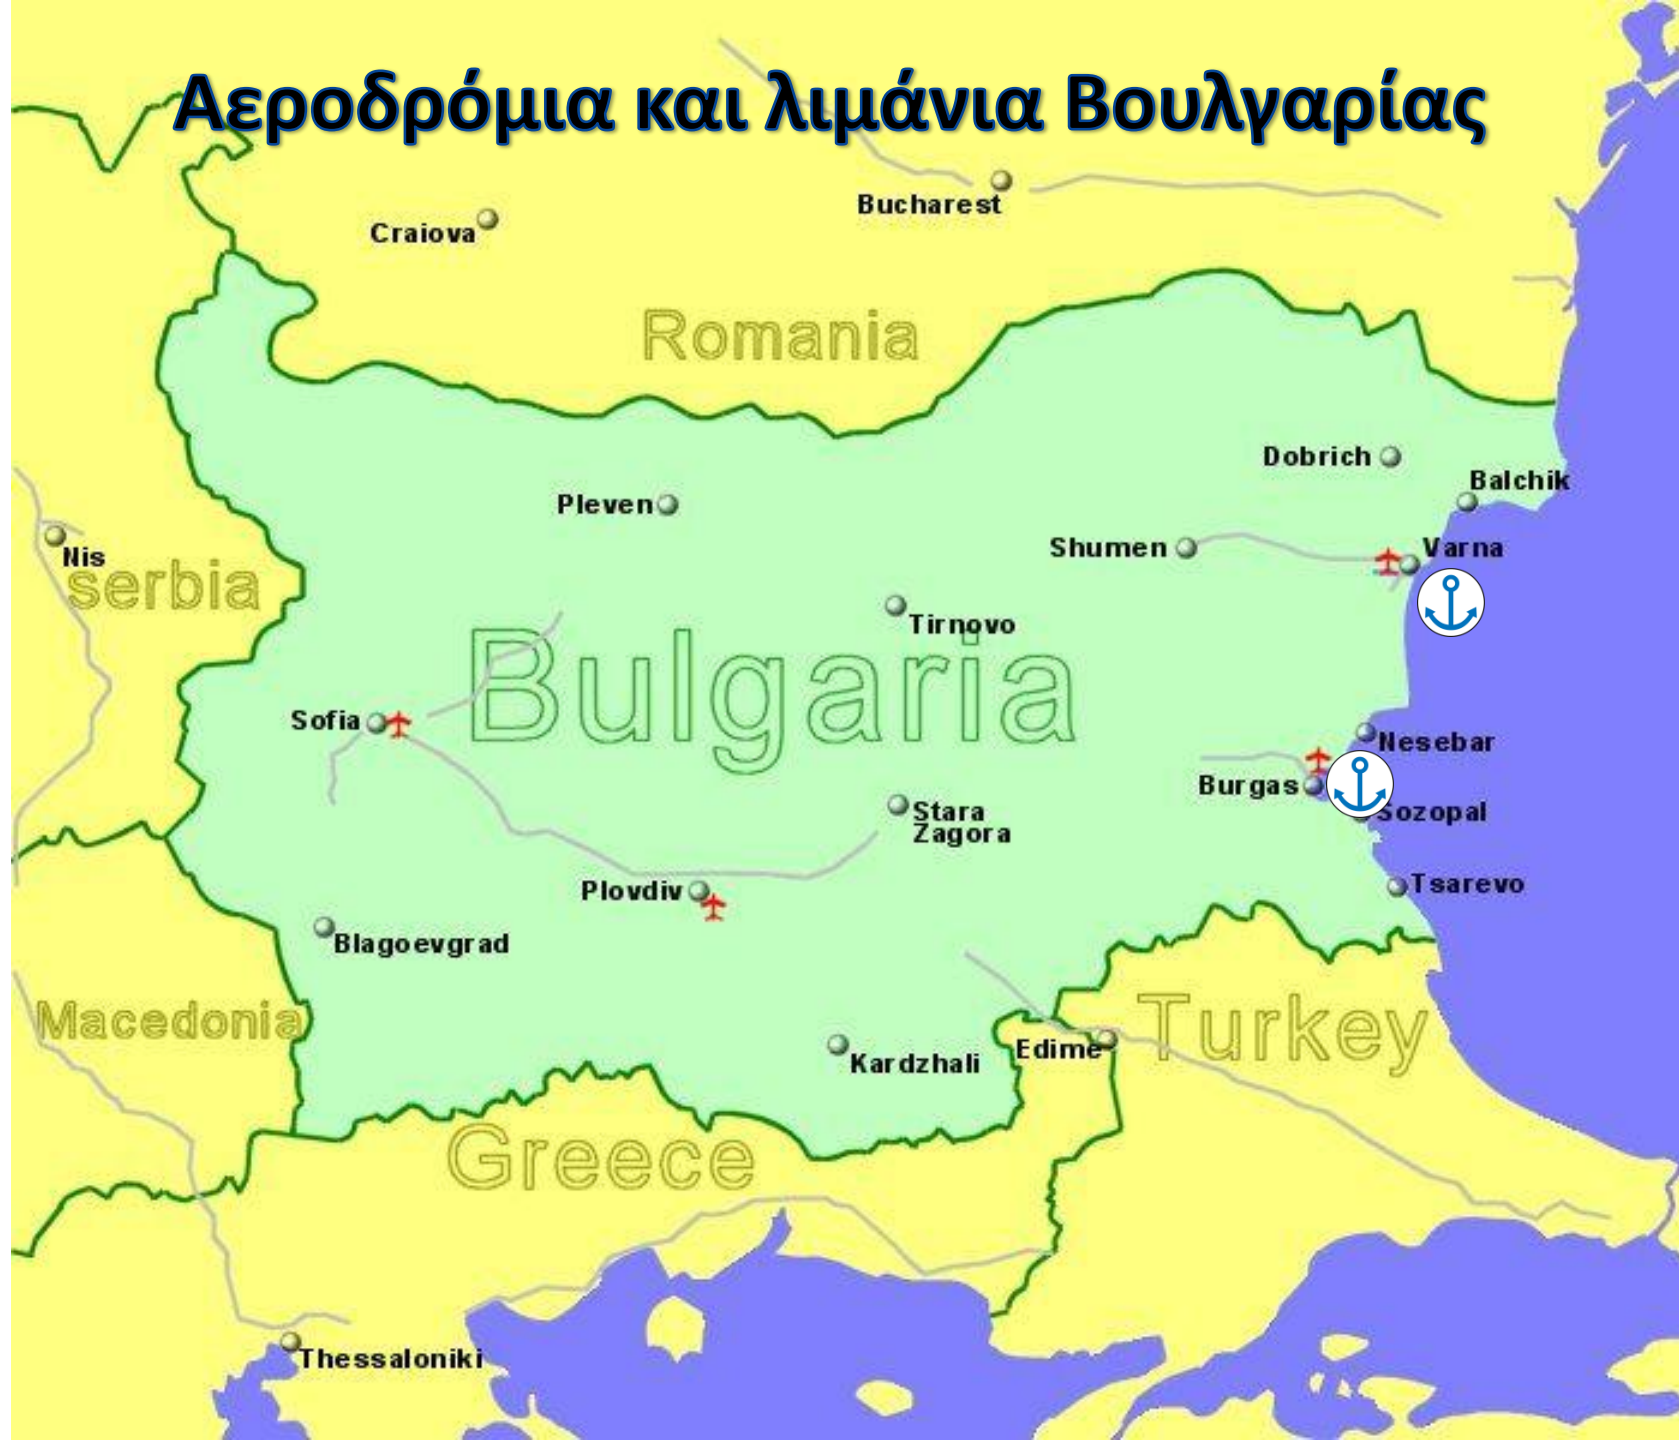 Αεροδρόμια και λιμάνια Βουλγαρίας
Bucharest
Craiova
Romania
Dobrich
Balchik
Pleven
Shumen
Varna
Nis
serbia
Tirnovo
Bulgaria
Sofia
Nesebar
Burgas
Sozopal
Stara
Zagora
Plovdiv
Tsarevo
Blagoevgrad
Macedonia
Turkey
Edime
Kardzhali
Greece
Thessaloniki